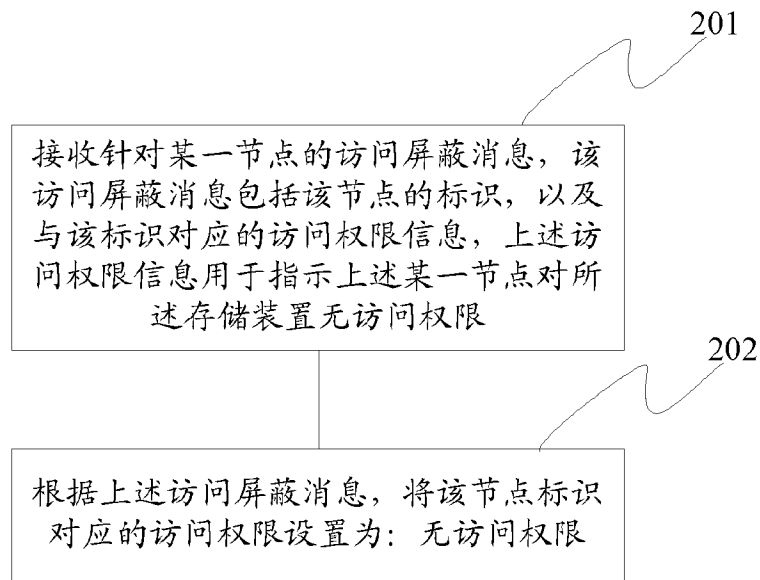 201
接收针对某一节点的访问屏蔽消息，该
访问屏蔽消息包括该节点的标识，以及
与该标识对应的访问权限信息，上述访
问权限信息用于指示上述某一节点对所
述存储装置无访问权限
202
根据上述访问屏蔽消息，将该节点标识
对应的访问权限设置为：无访问权限